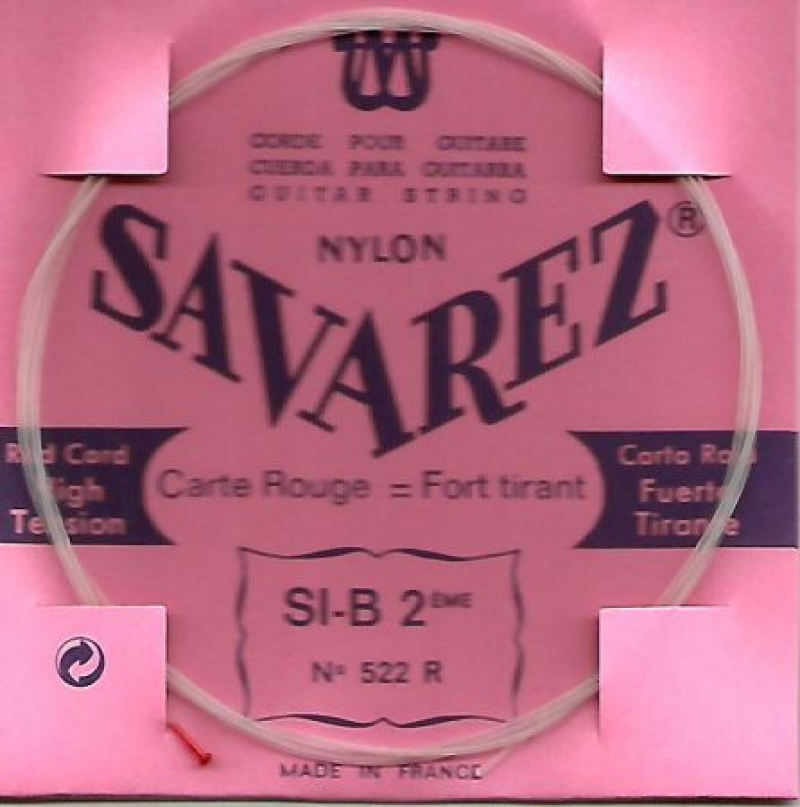 CORDE POUR GUITARE
CUERDA PARA GUITARRA
GUITAR STRING
NYLON
SAVAREZ®
Red Card
High
Tension
Carte Rouge = Fort tirant
Carta Roja
Fuerte
Tirante
SI-B 2EME
No 522 R
MADE IN FRANCE